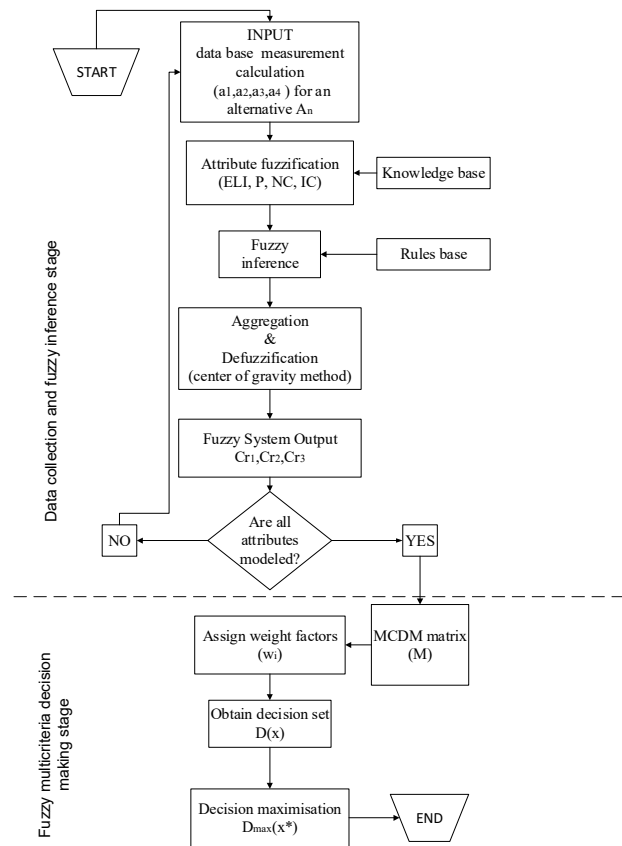 START
INPUT
data base measurement
calculation
(a1,a2,a3,a4 ) for an
alternative An
Attribute fuzzification
(ELI, P, NC, IC)
Knowledge base
Fuzzy
inference
Rules base
Aggregation
&
Defuzzification
(center of gravity method)
Fuzzy System Output
Cr1,Cr2,Cr3
Are all
attributes
modeled?
NO
YES
Data collection and fuzzy inference stage
MCDM matrix
(M)
Assign weight factors
(wi)
Obtain decision set
D(x)
Decision maximisation
Dmax(x*)
END
Fuzzy multicriteria decision
making stage